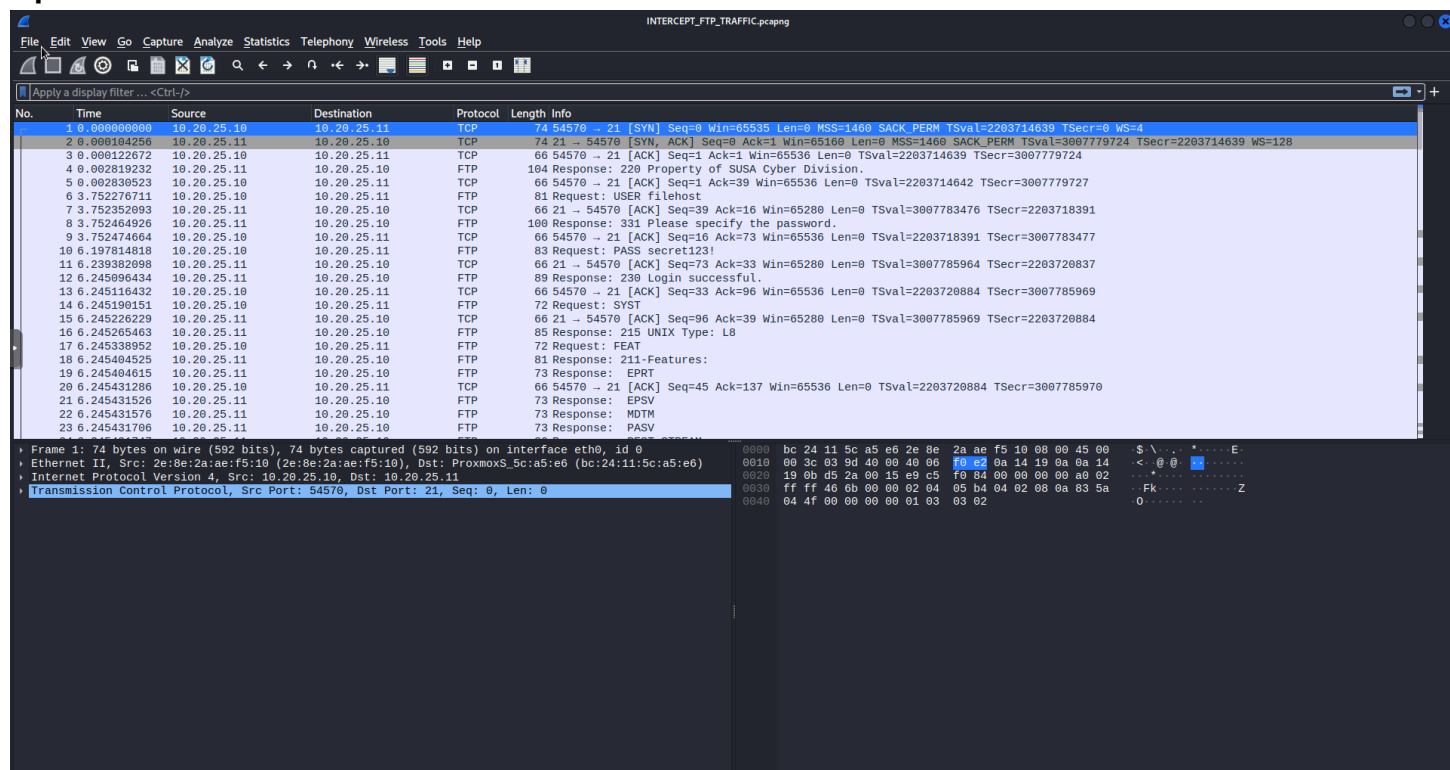 INTERCEPT_FTP_TRAFFIC.pcapng
File Edit View Go Capture Analyze Statistics Telephony Wireless Tools Help
Apply a display filter ... <Ctrl-/>
No. Time Source Destination Protocol Length Info
1 0.000000000 10.20.25.10 10.20.25.11 TCP 74 54570 → 21 [SYN] Seq=0 Win=65535 Len=0 MSS=1460 SACK_PERM TSval=2203714639 TSecr=0 WS=4
2 0.000104256 10.20.25.11 10.20.25.10 TCP 74 21 → 54570 [SYN, ACK] Seq=0 Ack=1 Win=65160 Len=0 MSS=1460 SACK_PERM TSval=3007779724 TSecr=2203714639 WS=128
3 0.000122672 10.20.25.10 10.20.25.11 TCP 66 54570 → 21 [ACK] Seq=1 Ack=1 Win=65536 Len=0 TSval=2203714639 TSecr=3007779724
4 0.002819232 10.20.25.11 10.20.25.10 FTP 104 Response: 220 Property of SUSA Cyber Division.
5 0.002830523 10.20.25.10 10.20.25.11 TCP 66 54570 → 21 [ACK] Seq=1 Ack=39 Win=65536 Len=0 TSval=2203714642 TSecr=3007779727
6 3.752276711 10.20.25.10 10.20.25.11 FTP 81 Request: USER filehost
7 3.752352093 10.20.25.11 10.20.25.10 TCP 66 21 → 54570 [ACK] Seq=39 Ack=16 Win=65280 Len=0 TSval=3007783476 TSecr=2203718391
8 3.752464926 10.20.25.11 10.20.25.10 FTP 100 Response: 331 Please specify the password.
9 3.752474664 10.20.25.10 10.20.25.11 TCP 66 54570 → 21 [ACK] Seq=16 Ack=73 Win=65536 Len=0 TSval=2203718391 TSecr=3007783477
10 6.197814818 10.20.25.10 10.20.25.11 FTP 83 Request: PASS secret123!
11 6.239382098 10.20.25.11 10.20.25.10 TCP 66 21 → 54570 [ACK] Seq=73 Ack=33 Win=65280 Len=0 TSval=3007785964 TSecr=2203720837
12 6.245096434 10.20.25.11 10.20.25.10 FTP 89 Response: 230 Login successful.
13 6.245116432 10.20.25.10 10.20.25.11 TCP 66 54570 → 21 [ACK] Seq=33 Ack=96 Win=65536 Len=0 TSval=2203720884 TSecr=3007785969
14 6.245190151 10.20.25.10 10.20.25.11 FTP 72 Request: SYST
15 6.245226229 10.20.25.11 10.20.25.10 TCP 66 21 → 54570 [ACK] Seq=96 Ack=39 Win=65280 Len=0 TSval=3007785969 TSecr=2203720884
16 6.245265463 10.20.25.11 10.20.25.10 FTP 85 Response: 215 UNIX Type: L8
17 6.245338952 10.20.25.10 10.20.25.11 FTP 72 Request: FEAT
18 6.245404525 10.20.25.11 10.20.25.10 FTP 81 Response: 211-Features:
19 6.245404615 10.20.25.11 10.20.25.10 FTP 73 Response: EPRT
20 6.245431286 10.20.25.10 10.20.25.11 TCP 66 54570 → 21 [ACK] Seq=45 Ack=137 Win=65536 Len=0 TSval=2203720884 TSecr=3007785970
21 6.245431526 10.20.25.11 10.20.25.10 FTP 73 Response: EPSV
22 6.245431576 10.20.25.11 10.20.25.10 FTP 73 Response: MDTM
23 6.245431706 10.20.25.11 10.20.25.10 FTP 73 Response: PASV
Frame 1: 74 bytes on wire (592 bits), 74 bytes captured (592 bits) on interface eth0, id 0
Ethernet II, Src: 2e:8e:2a:ae:f5:10 (2e:8e:2a:ae:f5:10), Dst: ProxmoxS_5c:a5:e6 (bc:24:11:5c:a5:e6)
Internet Protocol Version 4, Src: 10.20.25.10, Dst: 10.20.25.11
Transmission Control Protocol, Src Port: 54570, Dst Port: 21, Seq: 0, Len: 0
0000 bc 24 11 5c a5 e6 2e 8e 2a ae f5 10 08 00 45 00 ·$·\··.· *·····E·
0010 00 3c 03 9d 40 00 40 06 f0 e2 0a 14 19 0a 0a 14 ·<··@·@· ········
0020 19 0b d5 2a 00 15 e9 c5 f0 84 00 00 00 00 a0 02 ···*···· ········
0030 ff ff 46 6b 00 00 02 04 05 b4 04 02 08 0a 83 5a ··Fk···· ·······Z
0040 04 4f 00 00 00 00 01 03 03 02 ·O······ ··